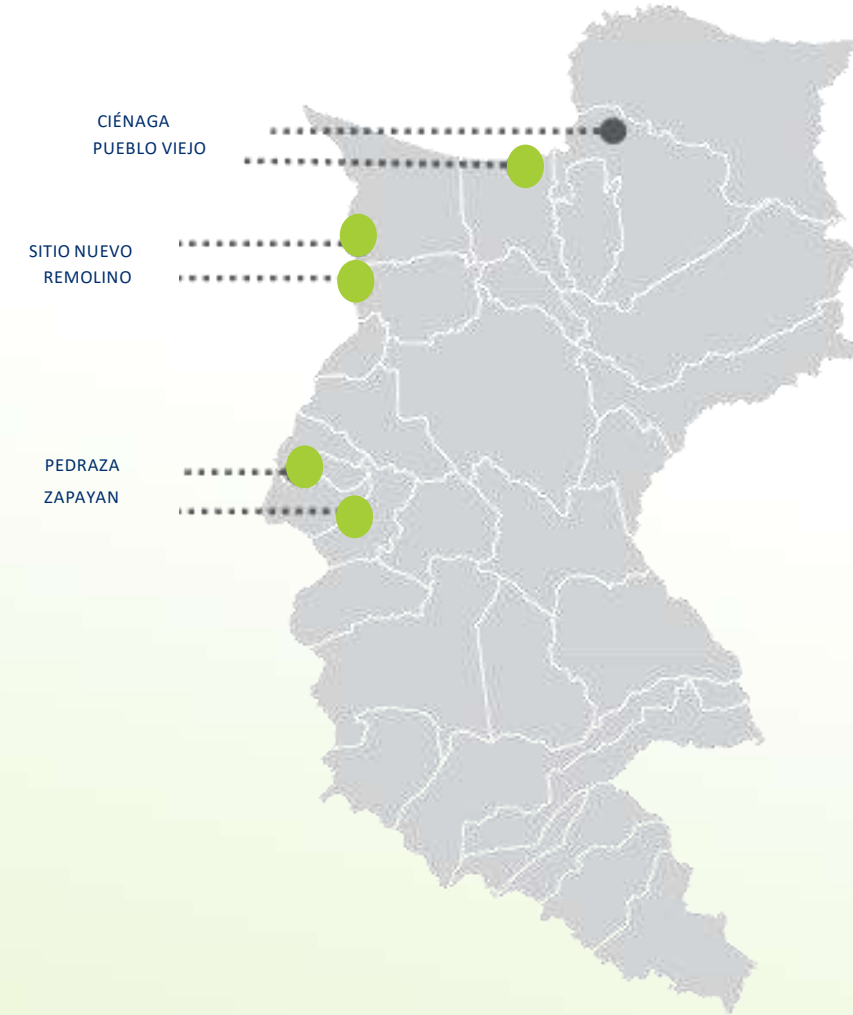 CIÉNAGA
PUEBLO VIEJO
SITIO NUEVO
REMOLINO
PEDRAZA
ZAPAYAN